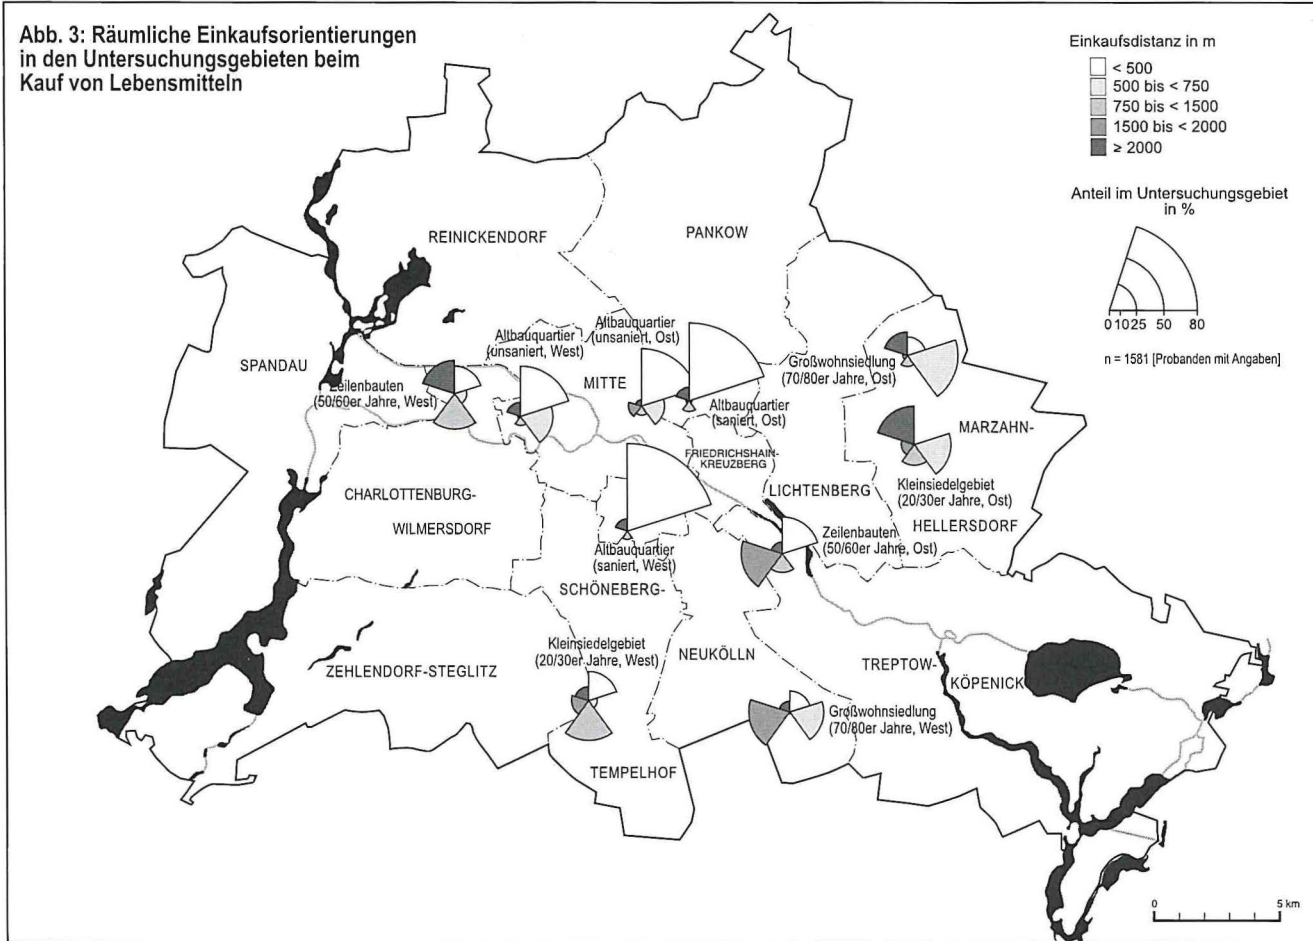 Abb. 3: Räumliche Einkaufsorientierungen
in den Untersuchungsgebieten beim
Kauf von Lebensmitteln
Einkaufsdistanz in m
< 500
500 bis < 750
750 bis < 1500
1500 bis < 2000
≥ 2000
Anteil im Untersuchungsgebiet
in %
0 10 25 50 80
n = 1581 [Probanden mit Angaben]
REINICKENDORF
PANKOW
SPANDAU
Altbauquartier
(unsaniert, West)
Altbauquartier
(unsaniert, Ost)
MITTE
Zeilenbauten
(50/60er Jahre, West)
Altbauquartier
(saniert, Ost)
Großwohnsiedlung
(70/80er Jahre, Ost)
MARZAHN-
FRIEDRICHSHAIN-
KREUZBERG
LICHTENBERG
Kleinsiedelgebiet
(20/30er Jahre, Ost)
HELLERSDORF
CHARLOTTENBURG-
WILMERSDORF
Altbauquartier
(saniert, West)
Zeilenbauten
(50/60er Jahre, Ost)
SCHÖNEBERG-
Kleinsiedelgebiet
(20/30er Jahre, West)
NEUKÖLLN
ZEHLENDORF-STEGLITZ
TREPTOW-
KÖPENICK
Großwohnsiedlung
(70/80er Jahre, West)
TEMPELHOF
0 5 km